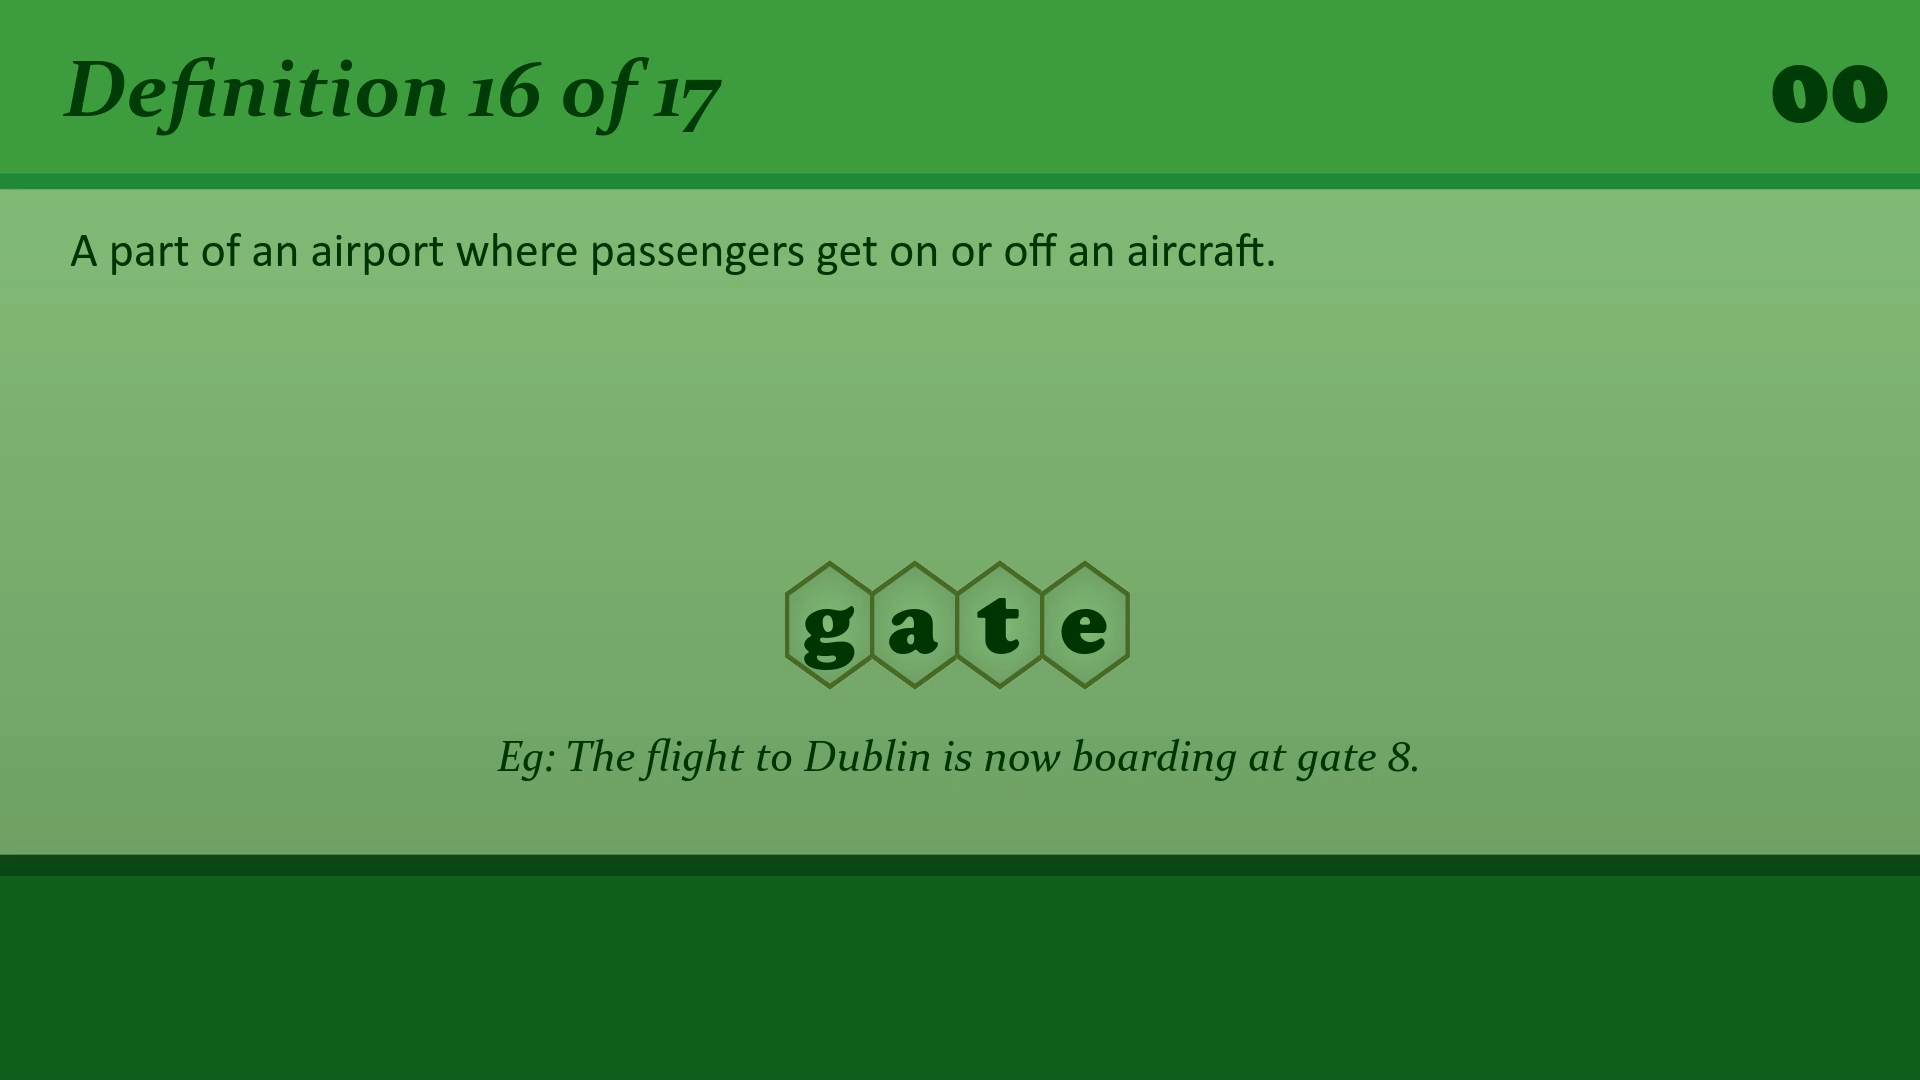 Definition 16 of 17
00
A part of an airport where passengers get on or off an aircraft.
gate
Eg: The flight to Dublin is now boarding at gate 8.